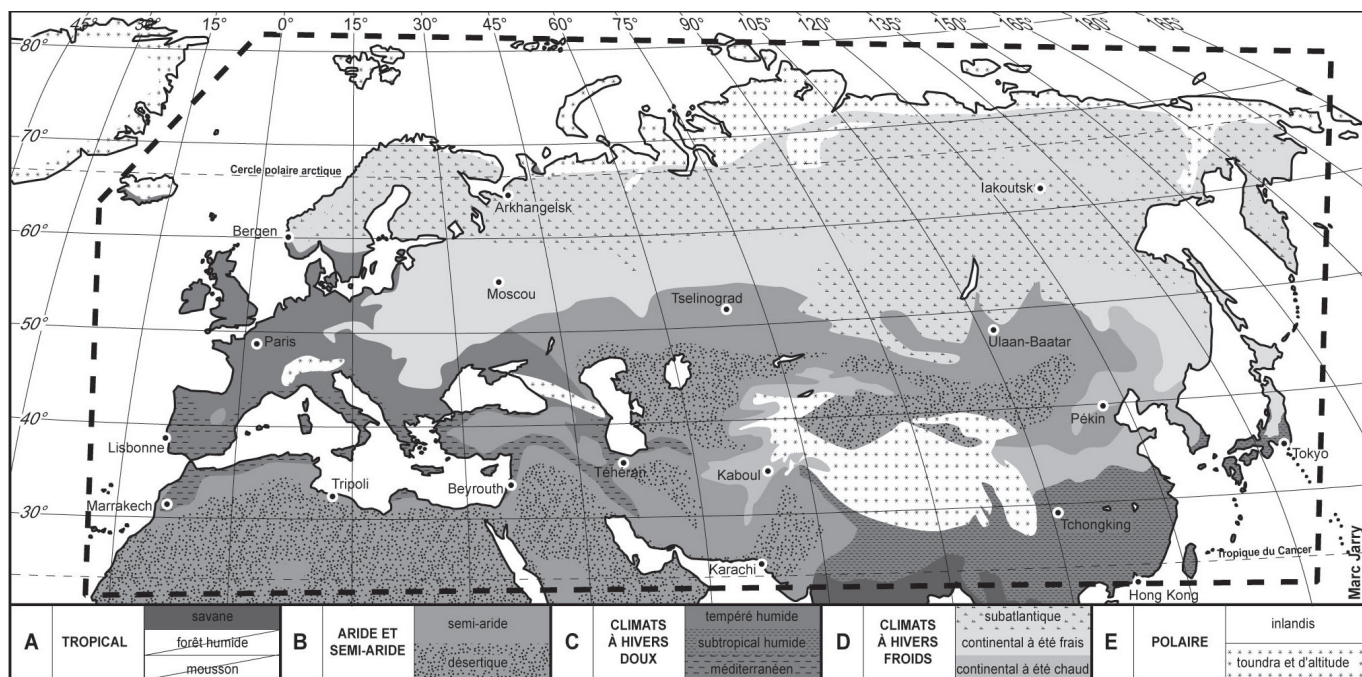 45° 30° 15° 0° 15° 30° 45° 60° 75° 90° 105° 120° 135° 150° 165° 180° 165°
80°
70°
Cercle polaire arctique
Iakoutsk
Arkhangelsk
Bergen
60°
Moscou
Tselinograd
50°
Paris
Ulaan-Baatar
40°
Pékin
Lisbonne
Tokyo
Téhéran
Kaboul
Tripoli
Beyrouth
Marrakech
30°
Tchongking
Tropique du Cancer
Karachi
Hong Kong
Marc Jarry
A TROPICAL
savane
forêt humide
mousson
B ARIDE ET
SEMI-ARIDE
semi-aride
désertique
C CLIMATS
À HIVERS
DOUX
tempéré humide
subtropical humide
méditerranéen
D CLIMATS
À HIVERS
FROIDS
subatlantique
continental à été frais
continental à été chaud
E POLAIRE
inlandis
toundra et d'altitude